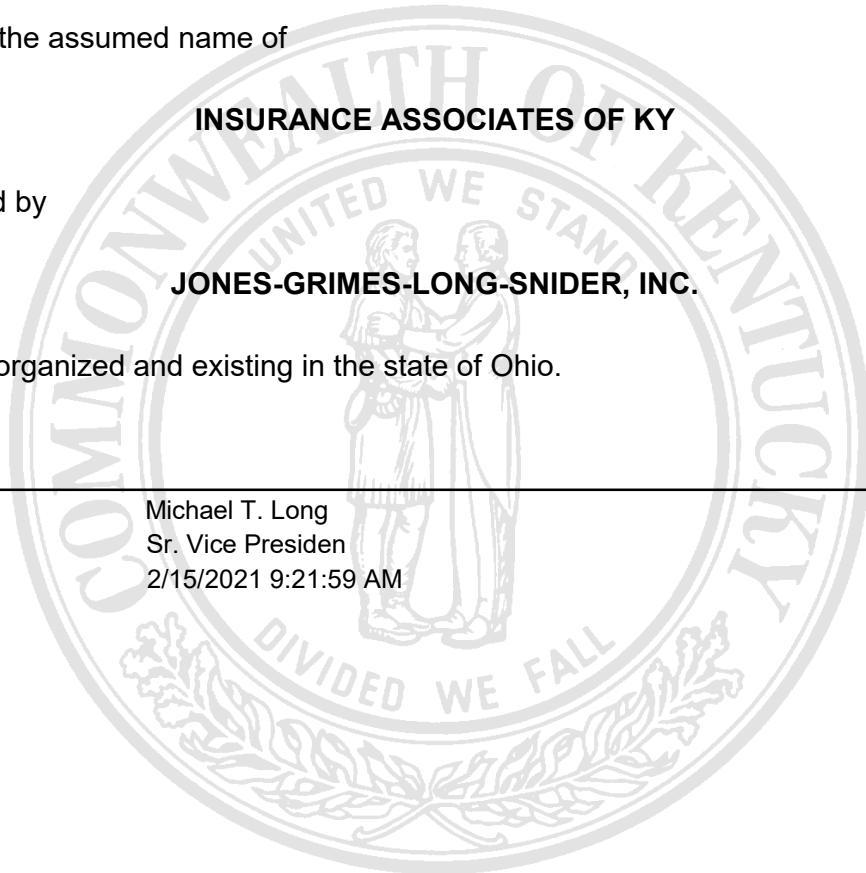 the assumed name of
INSURANCE ASSOCIATES OF KY
d by
JONES-GRIMES-LONG-SNIDER, INC.
organized and existing in the state of Ohio.
Michael T. Long
Sr. Vice Presiden
2/15/2021 9:21:59 AM
COMMONWEALTH OF KENTUCKY
UNITED WE STAND
DIVIDED WE FALL